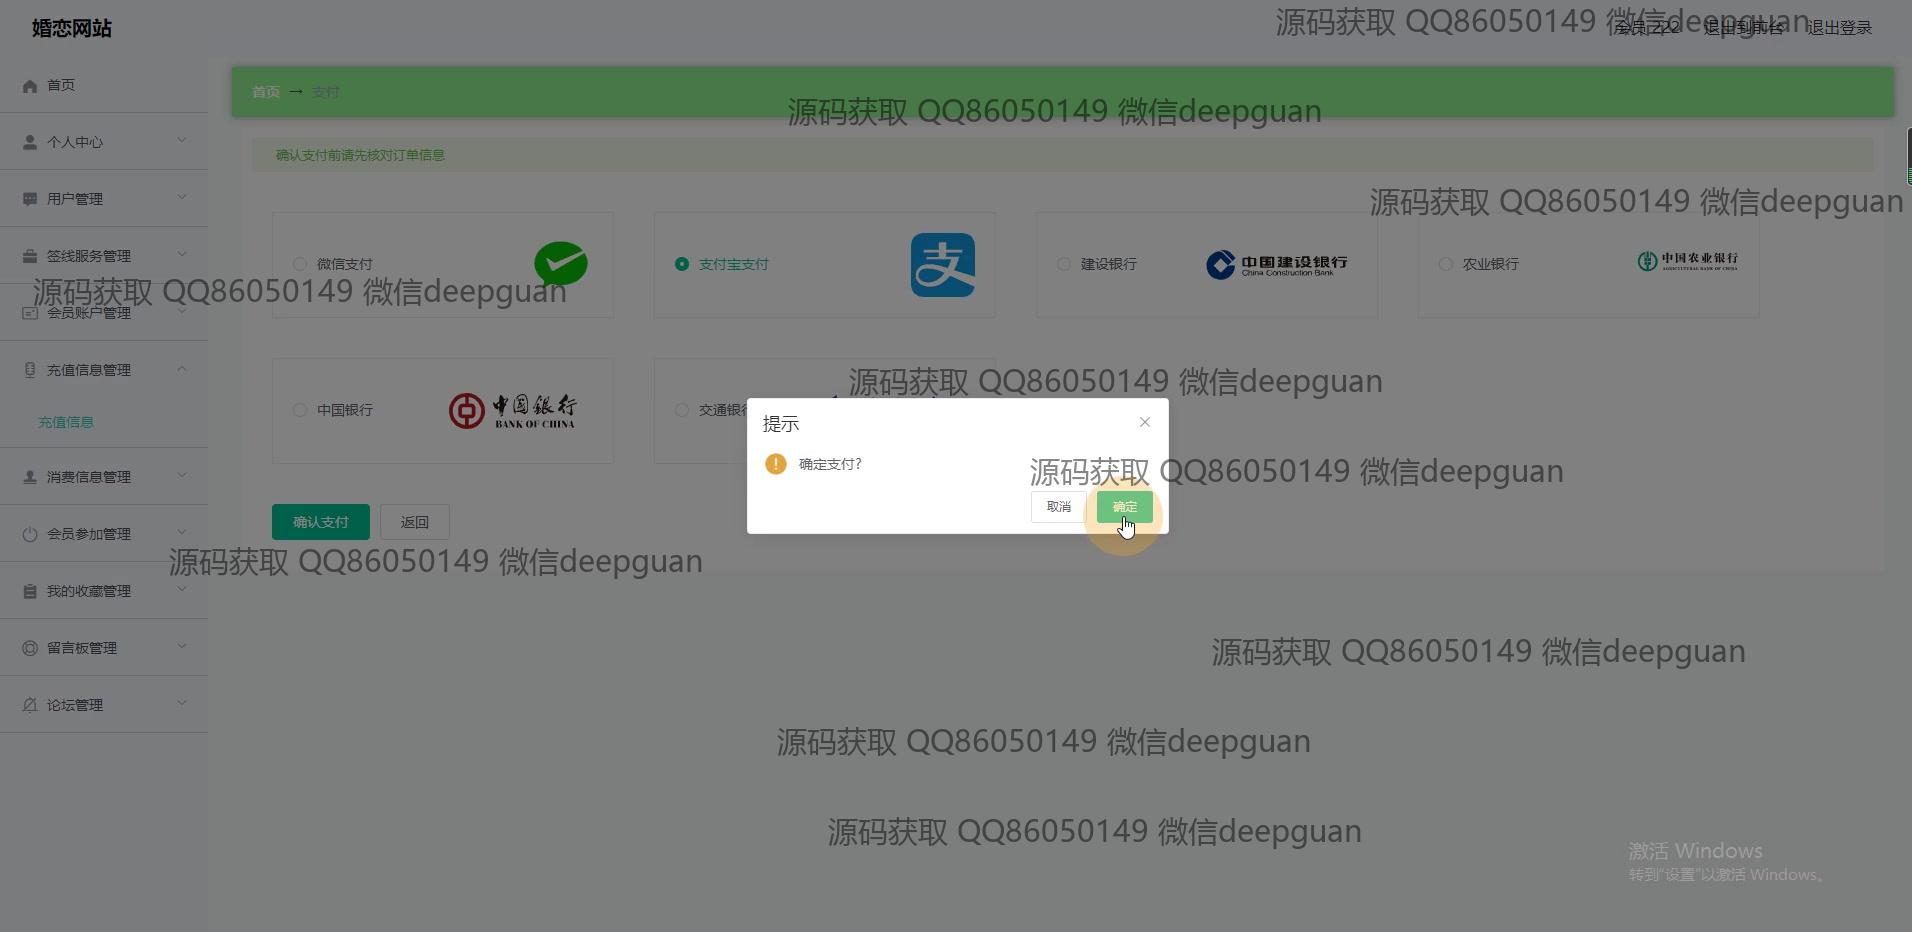 婚恋网站
源码获取 QQ86050149 微信deepguan
会员 222 退出到前台 退出登录
首页
首页 → 支付
源码获取 QQ86050149 微信deepguan
个人中心
确认支付前请先核对订单信息
用户管理
源码获取 QQ86050149 微信deepguan
签线服务管理
微信支付
支付宝支付
支
建设银行
中国建设银行
China Construction Bank
农业银行
中国农业银行
AGRICULTURAL BANK OF CHINA
源码获取 QQ86050149 微信deepguan
会员账户管理
充值信息管理
源码获取 QQ86050149 微信deepguan
中国银行
中国银行
BANK OF CHINA
交通银行
充值信息
提示
确定支付?
源码获取 QQ86050149 微信deepguan
消费信息管理
取消
确定
确认支付
返回
会员参加管理
源码获取 QQ86050149 微信deepguan
我的收藏管理
留言板管理
源码获取 QQ86050149 微信deepguan
论坛管理
源码获取 QQ86050149 微信deepguan
源码获取 QQ86050149 微信deepguan
激活 Windows
转到“设置”以激活 Windows。